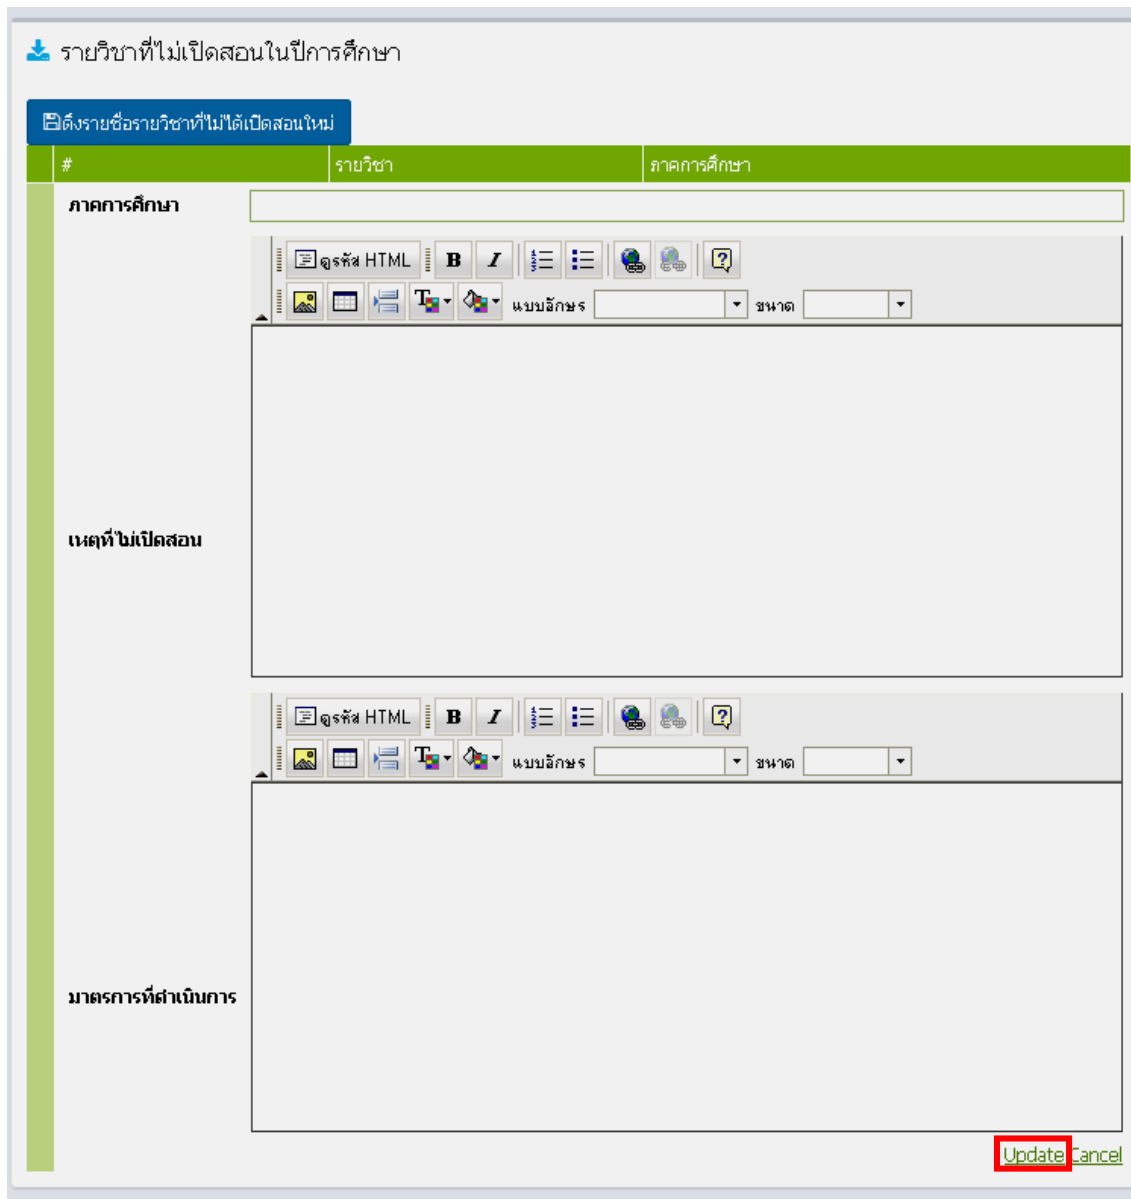 รายวิชาที่ไม่เปิดสอนในปีการศึกษา
ดึงรายชื่อรายวิชาที่ไม่ได้เปิดสอนใหม่
# รายวิชา ภาคการศึกษา
ภาคการศึกษา
ดูรหัส HTML B I
แบบอักษร ขนาด
เหตุที่ไม่เปิดสอน
ดูรหัส HTML B I
แบบอักษร ขนาด
มาตรการที่ดำเนินการ
Update Cancel